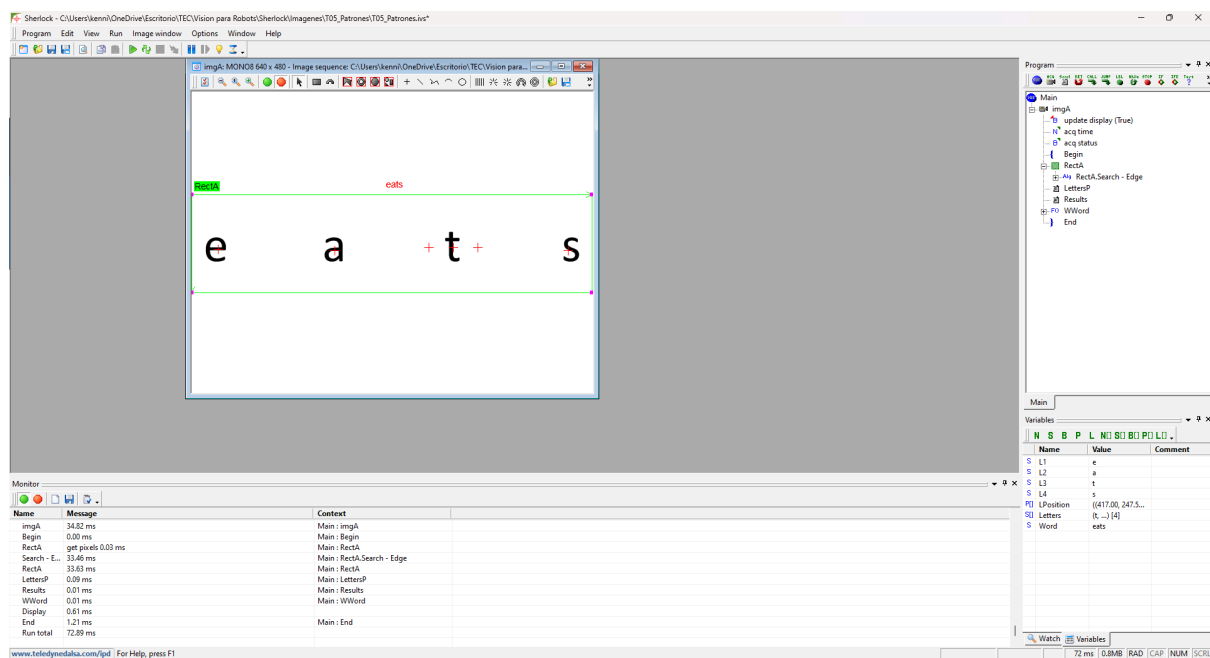 Sherlock - C:\Users\kenni\OneDrive\Escritorio\TEC\Vision para Robots\Sherlock\Imagenes\T05_Patrones\T05_Patrones.ivs*
Program Edit View Run Image window Options Window Help
imgA: MONO8 640 x 480 - Image sequence: C:\Users\kenni\OneDrive\Escritorio\TEC\Vision para...
RectA eats
e a t s
Program
Main
imgA
update display (True)
N acq time
B acq status
Begin
RectA
Alg RectA.Search - Edge
LettersP
Results
FO WWord
End
Main
Variables
N S B P L N[] S[] B[] P[] L[]
Name Value Comment
S L1 e
S L2 a
S L3 t
S L4 s
P[] LPosition ((417.00, 247.5...
S[] Letters (t, ...) [4]
S Word eats
Watch Variables
Monitor
Name Message Context
imgA 34.82 ms Main : imgA
Begin 0.00 ms Main : Begin
RectA get pixels 0.03 ms Main : RectA
Search - E... 33.46 ms Main : RectA.Search - Edge
RectA 33.63 ms Main : RectA
LettersP 0.09 ms Main : LettersP
Results 0.01 ms Main : Results
WWord 0.01 ms Main : WWord
Display 0.61 ms
End 1.21 ms Main : End
Run total 72.89 ms
www.teledynedalsa.com/ipd For Help, press F1
72 ms 0.8MB RAD CAP NUM SCRL